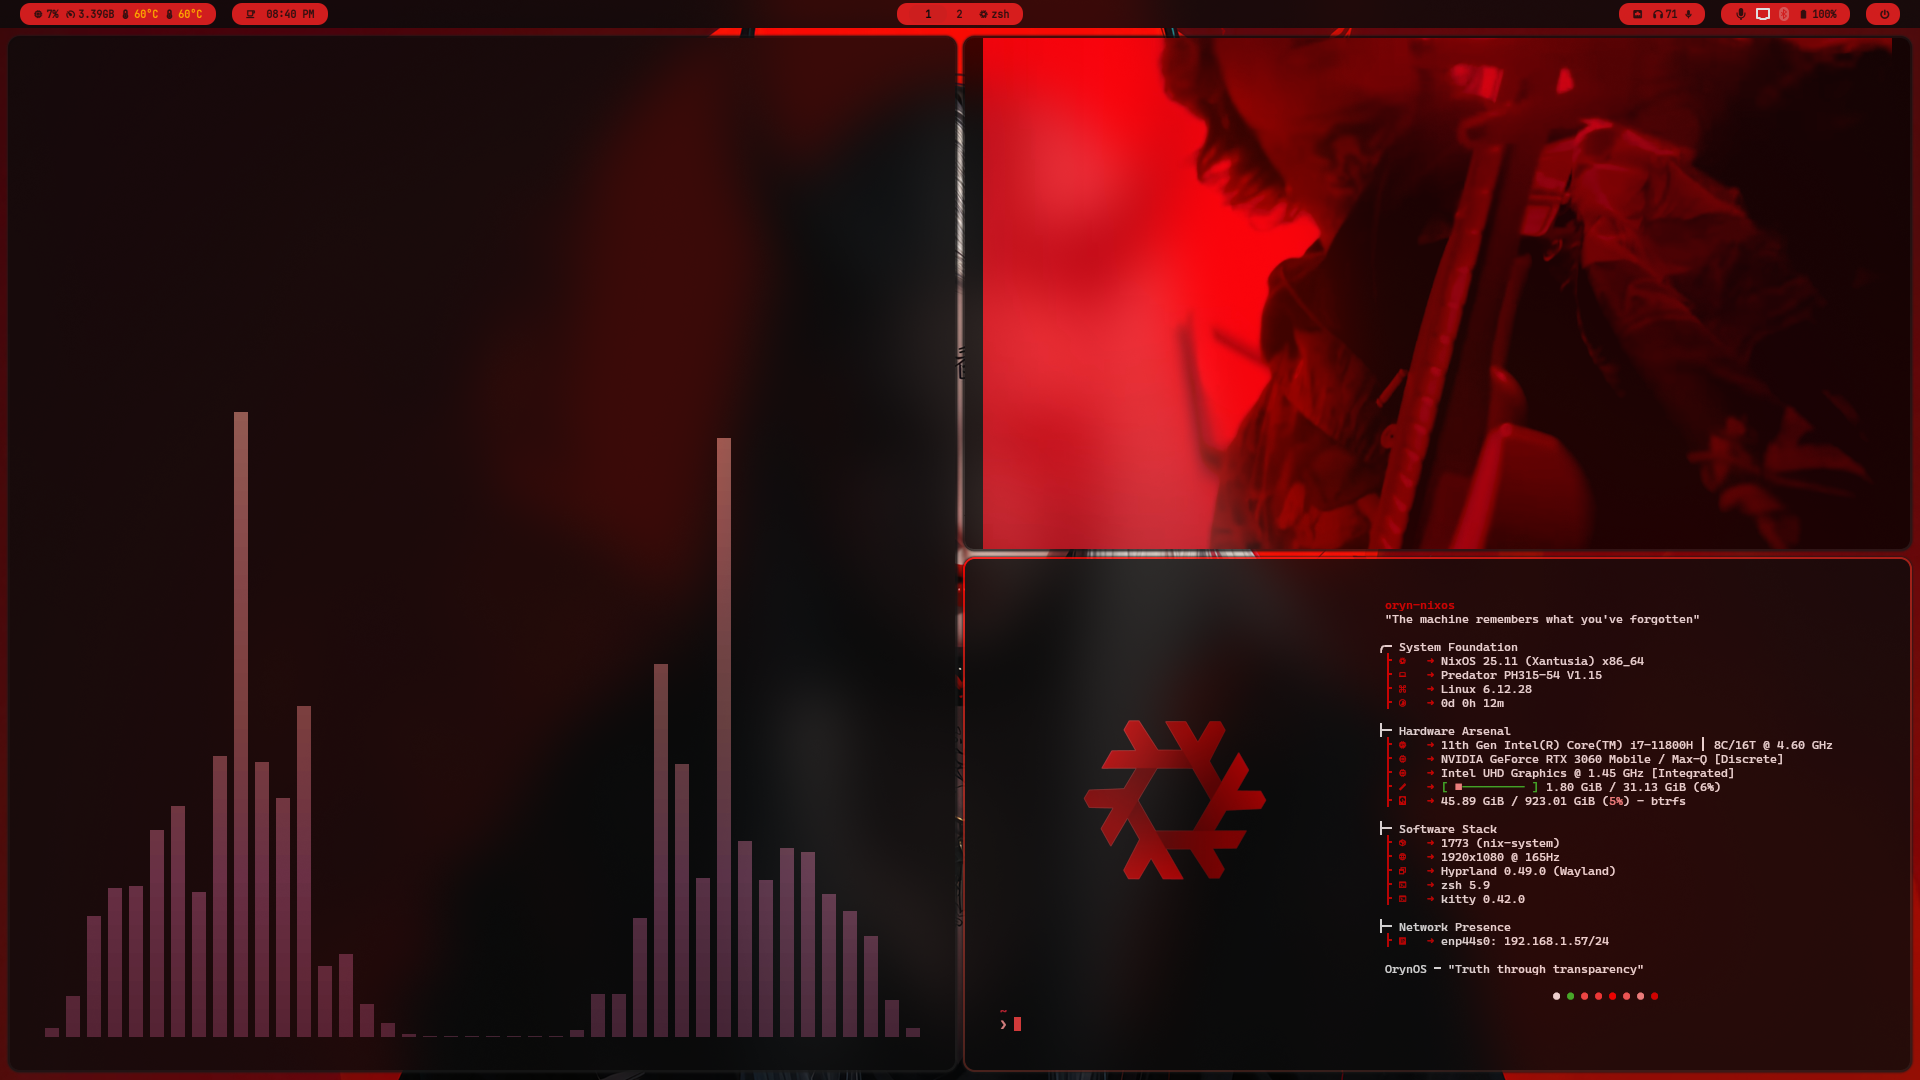 7% 3.39GB 60°C 60°C
08:40 PM
1 2 zsh
71
100%
oryn-nixos
"The machine remembers what you've forgotten"
System Foundation
NixOS 25.11 (Xantusia) x86_64
Predator PH315-54 V1.15
Linux 6.12.28
0d 0h 12m
Hardware Arsenal
11th Gen Intel(R) Core(TM) i7-11800H | 8C/16T @ 4.60 GHz
NVIDIA GeForce RTX 3060 Mobile / Max-Q [Discrete]
Intel UHD Graphics @ 1.45 GHz [Integrated]
[ ] 1.80 GiB / 31.13 GiB (6%)
45.89 GiB / 923.01 GiB (5%) - btrfs
Software Stack
1773 (nix-system)
1920x1080 @ 165Hz
Hyprland 0.49.0 (Wayland)
zsh 5.9
kitty 0.42.0
Network Presence
enp44s0: 192.168.1.57/24
OrynOS — "Truth through transparency"
~
❯